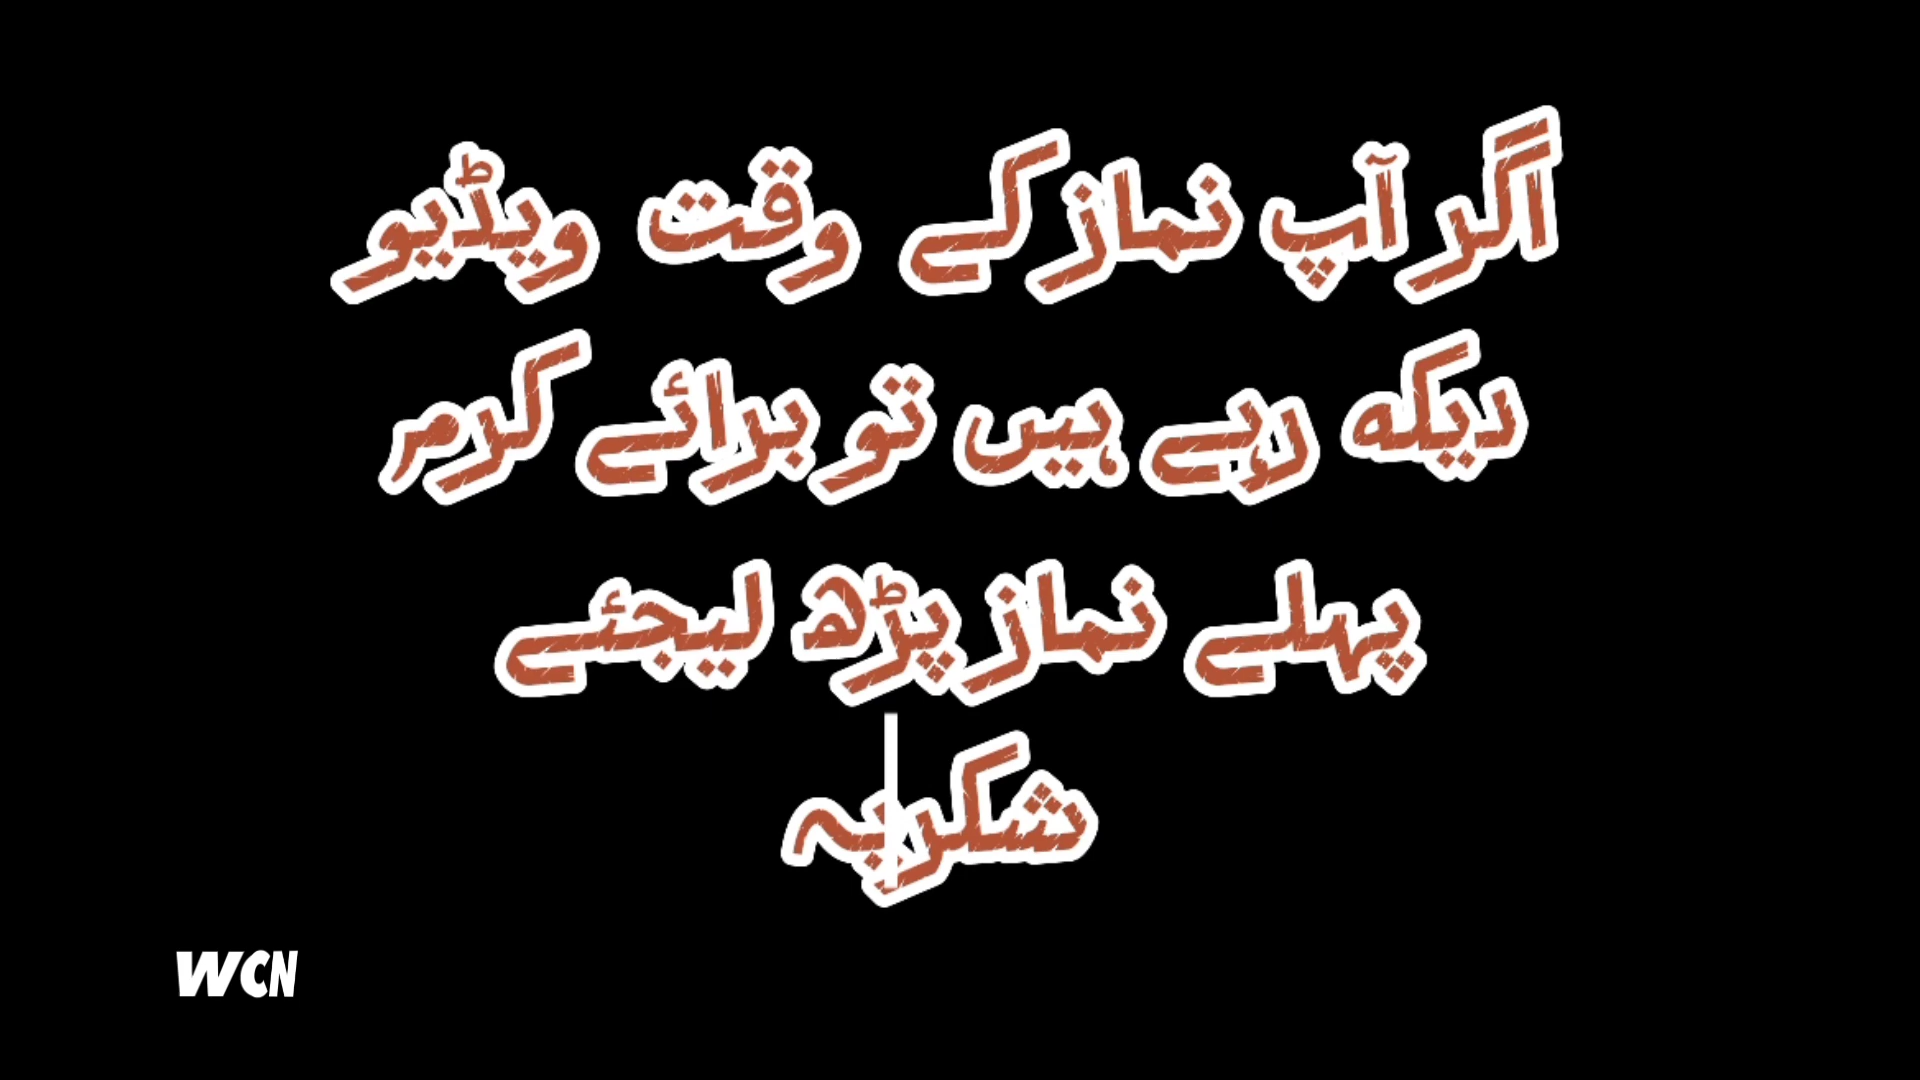 اگر آپ نماز کے وقت ویڈیو
دیکھ رہے ہیں تو برائے کرم
پہلے نماز پڑھ لیجئے
شکریہ
WCN